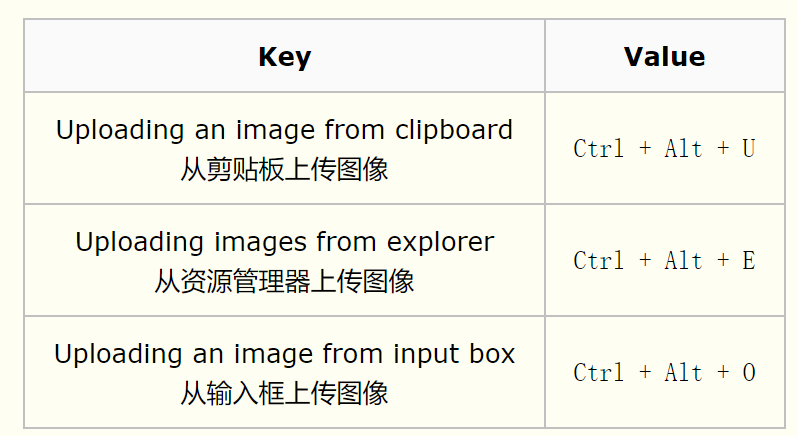 Key Value
Uploading an image from clipboard
从剪贴板上传图像
Ctrl + Alt + U
Uploading images from explorer
从资源管理器上传图像
Ctrl + Alt + E
Uploading an image from input box
从输入框上传图像
Ctrl + Alt + O